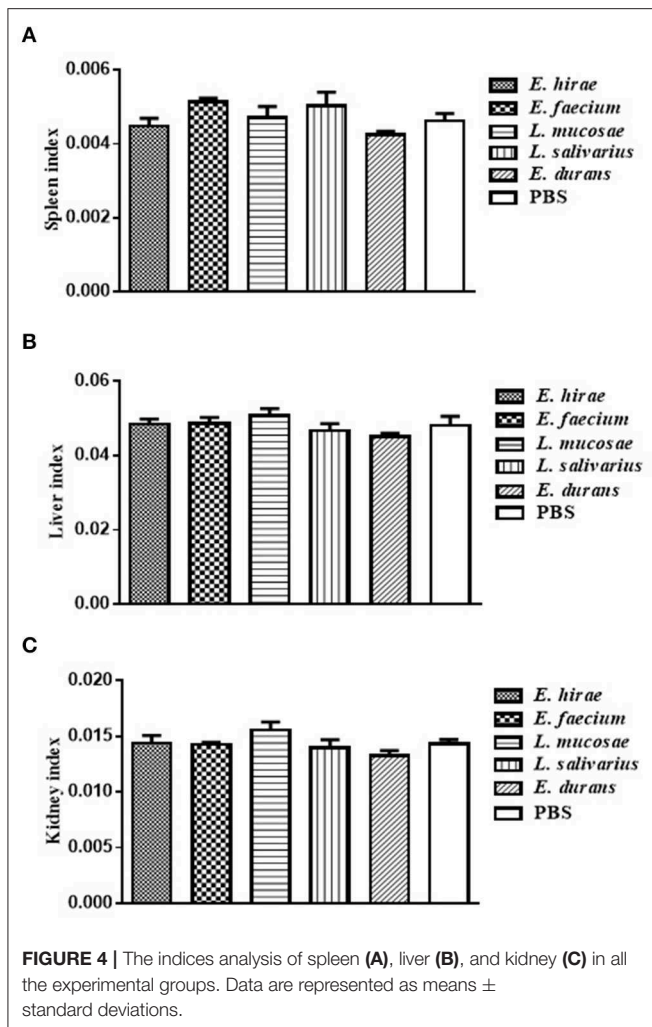 A
0.006
0.004
0.002
0.000
Spleen index
E. hirae
E. faecium
L. mucosae
L. salivarius
E. durans
PBS
B
0.06
0.04
0.02
0.00
Liver index
E. hirae
E. faecium
L. mucosae
L. salivarius
E. durans
PBS
C
0.020
0.015
0.010
0.005
0.000
Kidney index
E. hirae
E. faecium
L. mucosae
L. salivarius
E. durans
PBS
FIGURE 4 | The indices analysis of spleen (A), liver (B), and kidney (C) in all
the experimental groups. Data are represented as means ±
standard deviations.